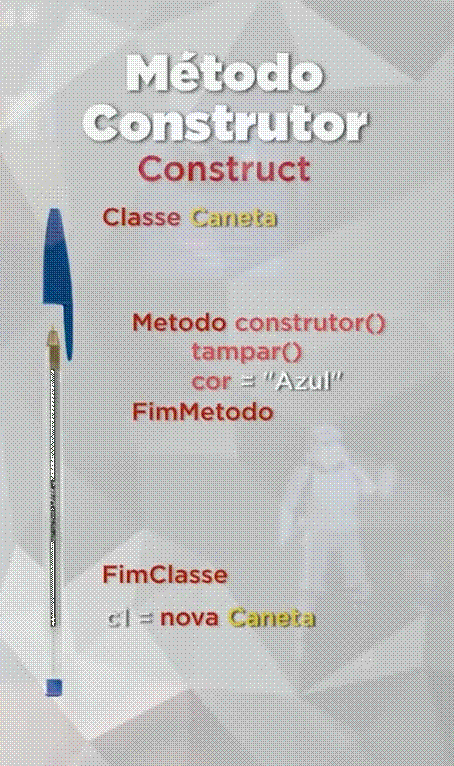 Método
Construtor
Construct
Classe Caneta
Metodo construtor()
tampar()
cor = "Azul"
FimMetodo
FimClasse
c1 = nova Caneta